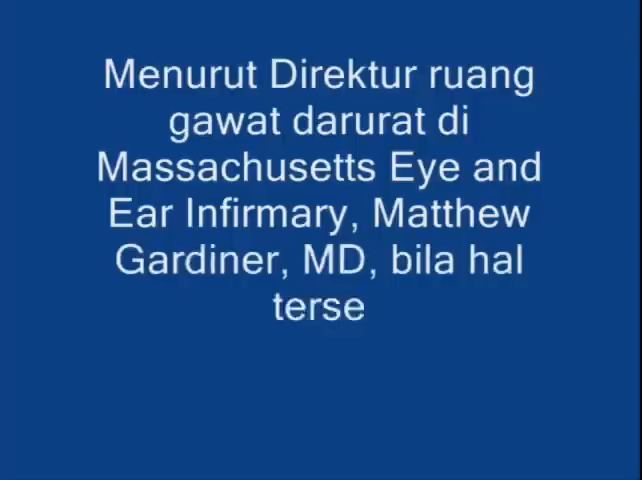 Menurut Direktur ruang
gawat darurat di
Massachusetts Eye and
Ear Infirmary, Matthew
Gardiner, MD, bila hal
terse